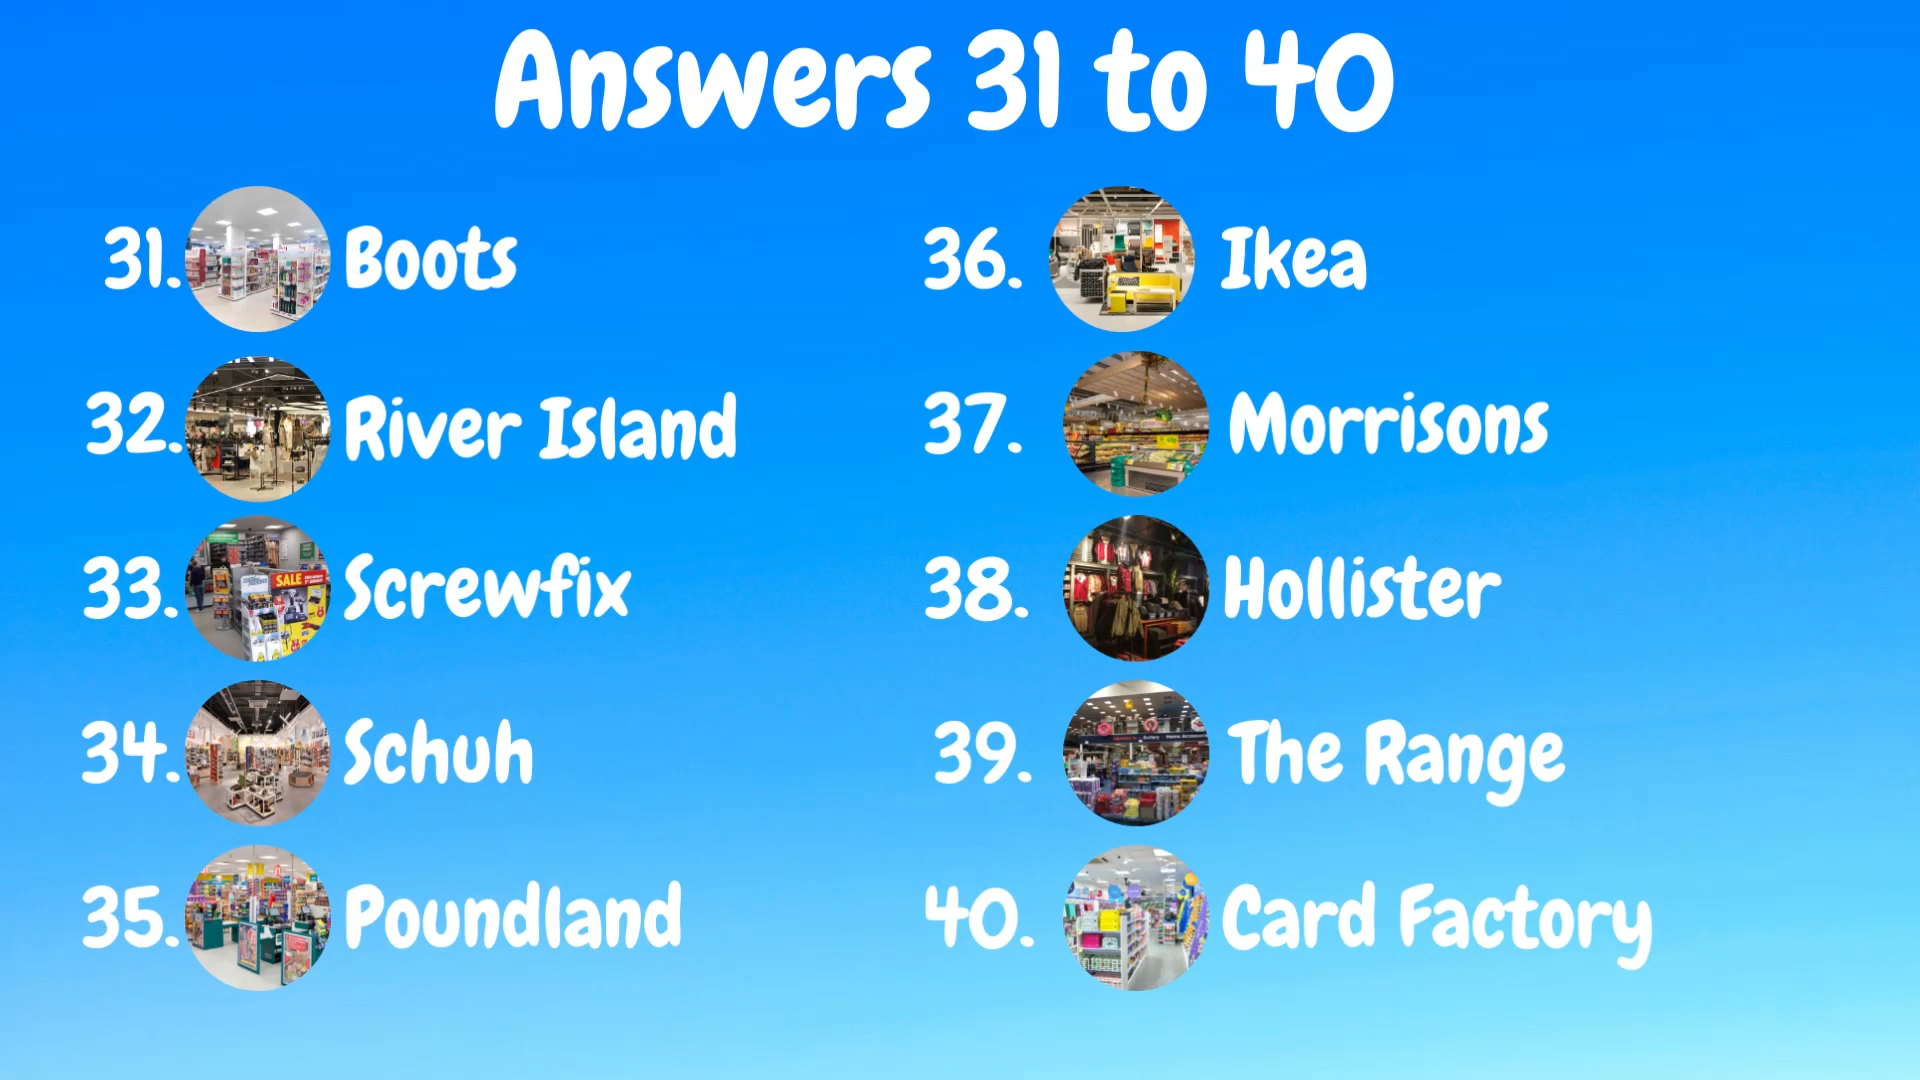 Answers 31 to 40
31. Boots
32. River Island
33. Screwfix
SALE
34. Schuh
35. Poundland
36. Ikea
37. Morrisons
38. Hollister
39. The Range
40. Card Factory